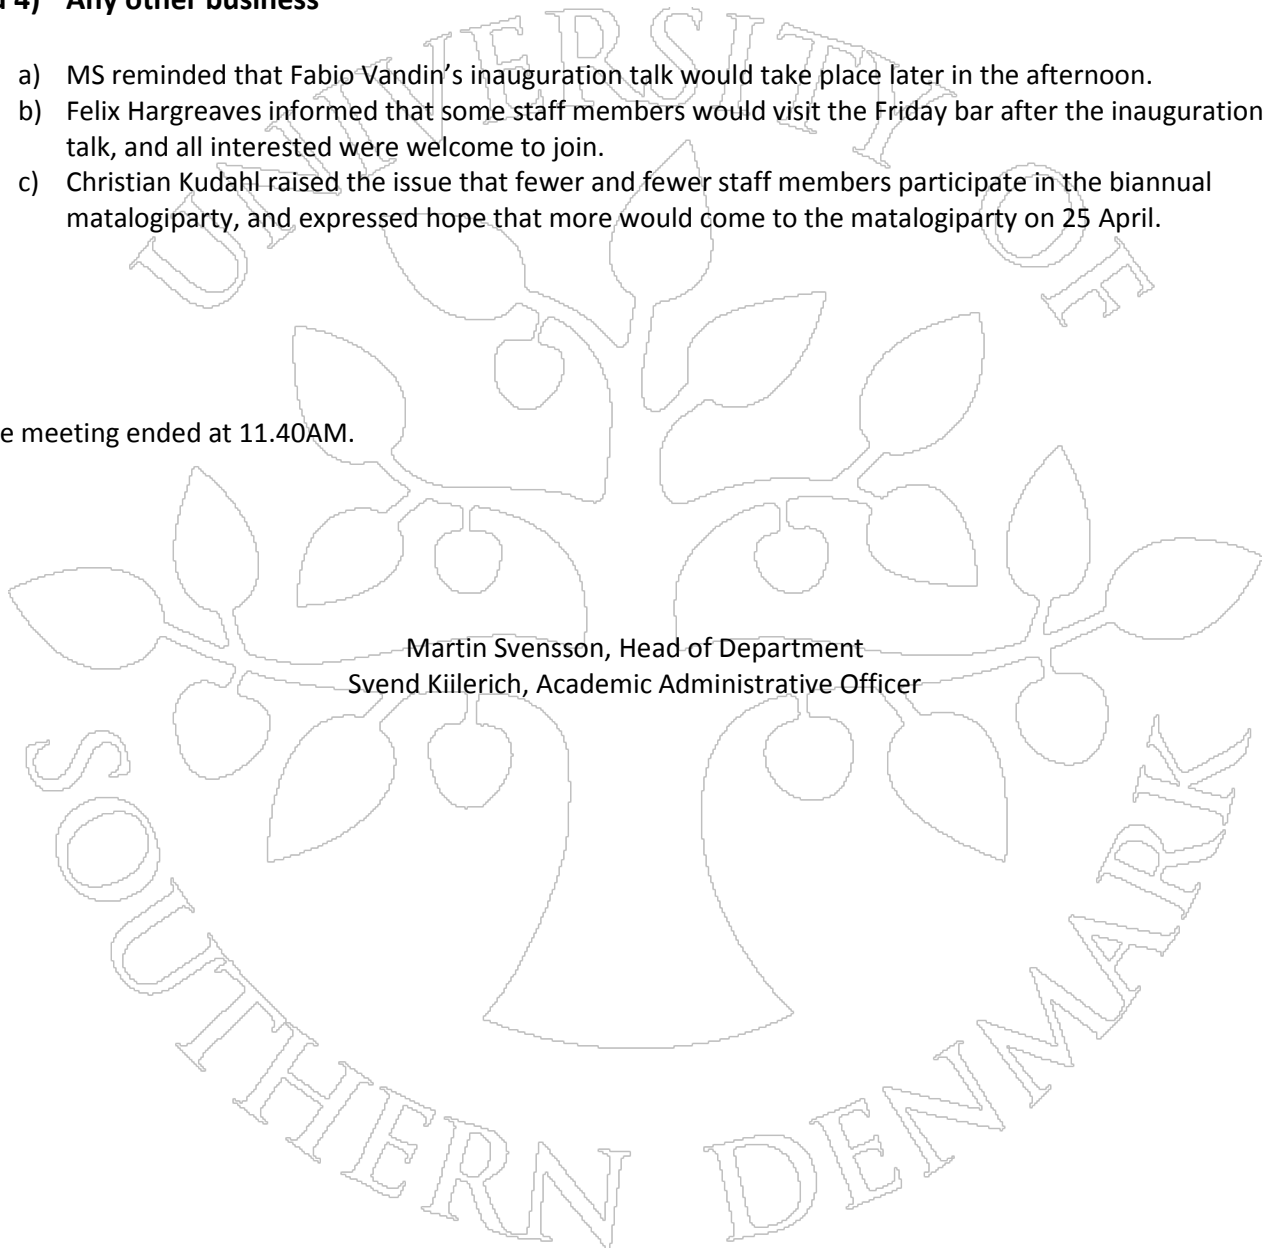 4) Any other business
a) MS reminded that Fabio Vandin's inauguration talk would take place later in the afternoon.
b) Felix Hargreaves informed that some staff members would visit the Friday bar after the inauguration
talk, and all interested were welcome to join.
c) Christian Kudahl raised the issue that fewer and fewer staff members participate in the biannual
matalogiparty, and expressed hope that more would come to the matalogiparty on 25 April.
e meeting ended at 11.40AM.
Martin Svensson, Head of Department
Svend Kiilerich, Academic Administrative Officer
UNIVERSITY OF
SOUTHERN DENMARK